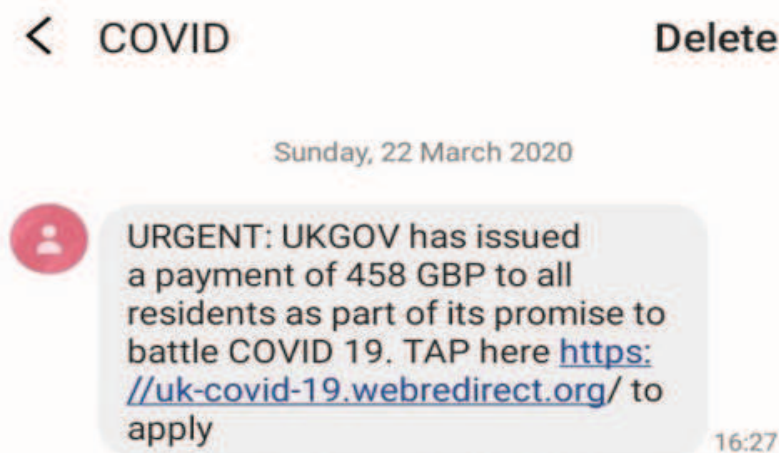 COVID Delete
Sunday, 22 March 2020
URGENT: UKGOV has issued
a payment of 458 GBP to all
residents as part of its promise to
battle COVID 19. TAP here https:
//uk-covid-19.webredirect.org/ to
apply
16:27